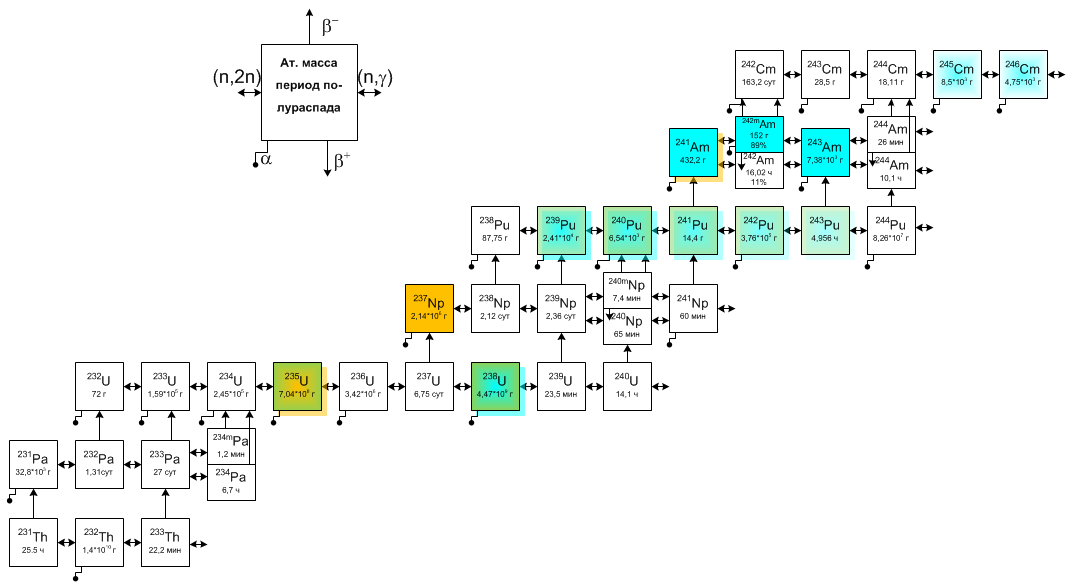 β⁻
Ат. масса
период по-
лураспада
(n,2n)
(n,γ)
α
β⁺
²⁴²Cm
163,2 сут
²⁴³Cm
28,5 г
²⁴⁴Cm
18,11 г
²⁴⁵Cm
8,5*10³ г
²⁴⁶Cm
4,75*10³ г
²⁴¹Am
432,2 г
²⁴²ᵐAm
152 г
89%
²⁴²Am
16,02 ч
11%
²⁴³Am
7,38*10³ г
²⁴⁴Am
26 мин
²⁴⁴Am
10,1 ч
²³⁸Pu
87,75 г
²³⁹Pu
2,41*10⁴ г
²⁴⁰Pu
6,54*10³ г
²⁴¹Pu
14,4 г
²⁴²Pu
3,76*10⁵ г
²⁴³Pu
4,956 ч
²⁴⁴Pu
8,26*10⁷ г
²³⁷Np
2,14*10⁶ г
²³⁸Np
2,12 сут
²³⁹Np
2,36 сут
²⁴⁰ᵐNp
7,4 мин
²⁴⁰Np
65 мин
²⁴¹Np
60 мин
²³²U
72 г
²³³U
1,59*10⁵ г
²³⁴U
2,45*10⁵ г
²³⁵U
7,04*10⁸ г
²³⁶U
3,42*10⁶ г
²³⁷U
6,75 сут
²³⁸U
4,47*10⁹ г
²³⁹U
23,5 мин
²⁴⁰U
14,1 ч
²³¹Pa
32,8*10³ г
²³²Pa
1,31сут
²³³Pa
27 сут
²³⁴ᵐPa
1,2 мин
²³⁴Pa
6,7 ч
²³¹Th
25.5 ч
²³²Th
1,4*10¹⁰ г
²³³Th
22,2 мин